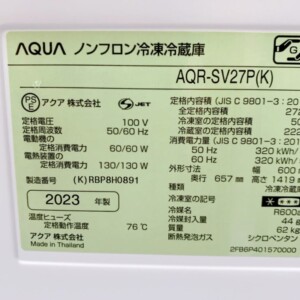 AQUA ノンフロン冷凍冷蔵庫
AQR-SV27P(K)
PS E アクア 株式会社 JET
定格電圧 100 V
定格周波数 50/60 Hz
電動機の
定格消費電力 60/60 W
電熱装置の
定格消費電力 130/130 W
製造番号 (K)RBP8H0891
2023 年製
温度ヒューズ
定格動作温度 76 ℃
アクア 株式会社
Made in Thailand
定格内容積 (JIS C 9801-3 :20
全定格内容積 272
冷凍室の定格内容積 50
冷蔵室の定格内容積
消費電力量 (JIS C 9801-3 :
50 Hz 320 kWh/
60 Hz 320 kWh/
外形寸法 幅 600
奥行 657 mm 高さ 1419
冷凍室の記号
冷媒 R600a
冷媒封入量 44 g
質量 62 kg
断熱発泡ガス シクロペンタン
2FB6P401570000